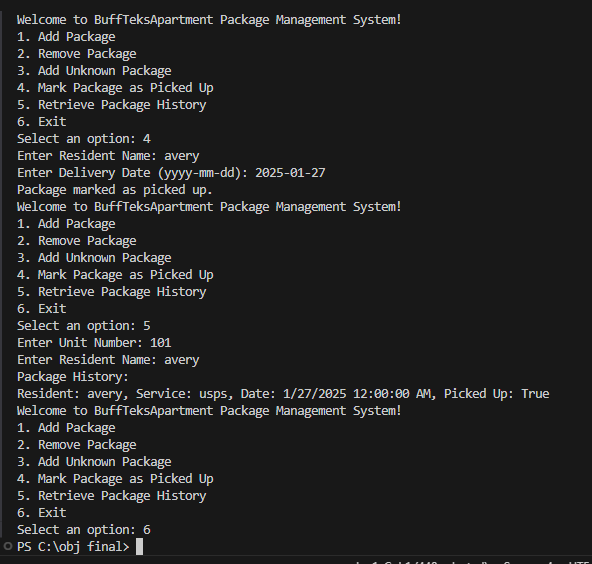 Welcome to BuffTeksApartment Package Management System!
1. Add Package
2. Remove Package
3. Add Unknown Package
4. Mark Package as Picked Up
5. Retrieve Package History
6. Exit
Select an option: 4
Enter Resident Name: avery
Enter Delivery Date (yyyy-mm-dd): 2025-01-27
Package marked as picked up.
Welcome to BuffTeksApartment Package Management System!
1. Add Package
2. Remove Package
3. Add Unknown Package
4. Mark Package as Picked Up
5. Retrieve Package History
6. Exit
Select an option: 5
Enter Unit Number: 101
Enter Resident Name: avery
Package History:
Resident: avery, Service: usps, Date: 1/27/2025 12:00:00 AM, Picked Up: True
Welcome to BuffTeksApartment Package Management System!
1. Add Package
2. Remove Package
3. Add Unknown Package
4. Mark Package as Picked Up
5. Retrieve Package History
6. Exit
Select an option: 6
PS C:\obj final>